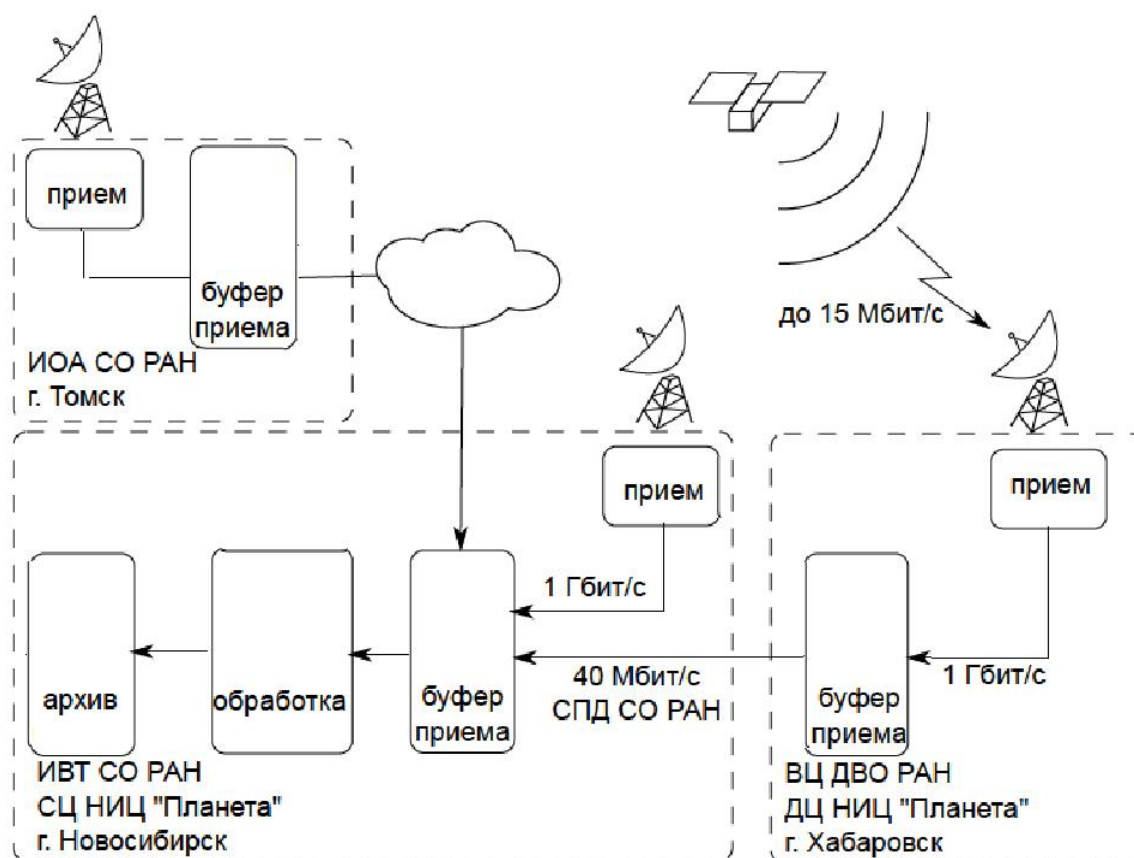 прием
буфер
приема
ИОА СО РАН
г. Томск
до 15 Мбит/с
прием
прием
1 Гбит/с
40 Мбит/с
СПД СО РАН
1 Гбит/с
архив
обработка
буфер
приема
буфер
приема
ИВТ СО РАН
СЦ НИЦ "Планета"
г. Новосибирск
ВЦ ДВО РАН
ДЦ НИЦ "Планета"
г. Хабаровск